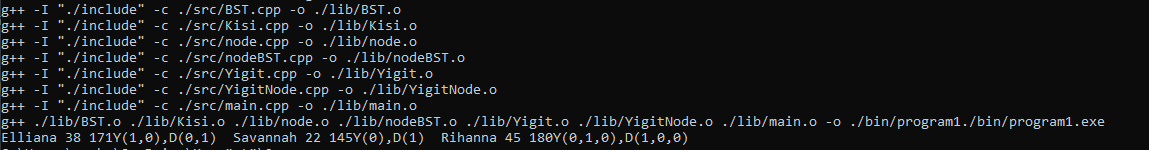 g++ -I "./include" -c ./src/BST.cpp -o ./lib/BST.o
g++ -I "./include" -c ./src/Kisi.cpp -o ./lib/Kisi.o
g++ -I "./include" -c ./src/node.cpp -o ./lib/node.o
g++ -I "./include" -c ./src/nodeBST.cpp -o ./lib/nodeBST.o
g++ -I "./include" -c ./src/Yigit.cpp -o ./lib/Yigit.o
g++ -I "./include" -c ./src/YigitNode.cpp -o ./lib/YigitNode.o
g++ -I "./include" -c ./src/main.cpp -o ./lib/main.o
g++ ./lib/BST.o ./lib/Kisi.o ./lib/node.o ./lib/nodeBST.o ./lib/Yigit.o ./lib/YigitNode.o ./lib/main.o -o ./bin/program1./bin/program1.exe
Elliana 38 171Y(1,0),D(0,1)  Savannah 22 145Y(0),D(1)  Rihanna 45 180Y(0,1,0),D(1,0,0)